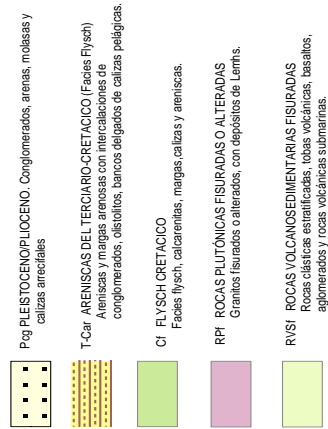 Pcg PLEISTOCENO/PLIOCENO. Conglomerados, arenas, molasas y
calizas arrecifales
T-Car ARENISCAS DEL TERCIARIO-CRETACICO (Facies Flysch)
Areniscas y margas arenosas con intercalaciones de
conglomerados, olistolitos, bancos delgados de calizas pelágicas.
Cf FLYSCH CRETACICO
Facies flysch, calcarenitas, margas,calizas y areniscas.
RPf ROCAS PLUTÓNICAS FISURADAS O ALTERADAS
Granitos fisurados o alterados, con depósitos de Lemhs.
RVSf ROCAS VOLCANOSEDIMENTARIAS FISURADAS
Rocas clásticas estratificadas, tobas volcánicas, basaltos,
aglomerados y rocas volcánicas submarinas.